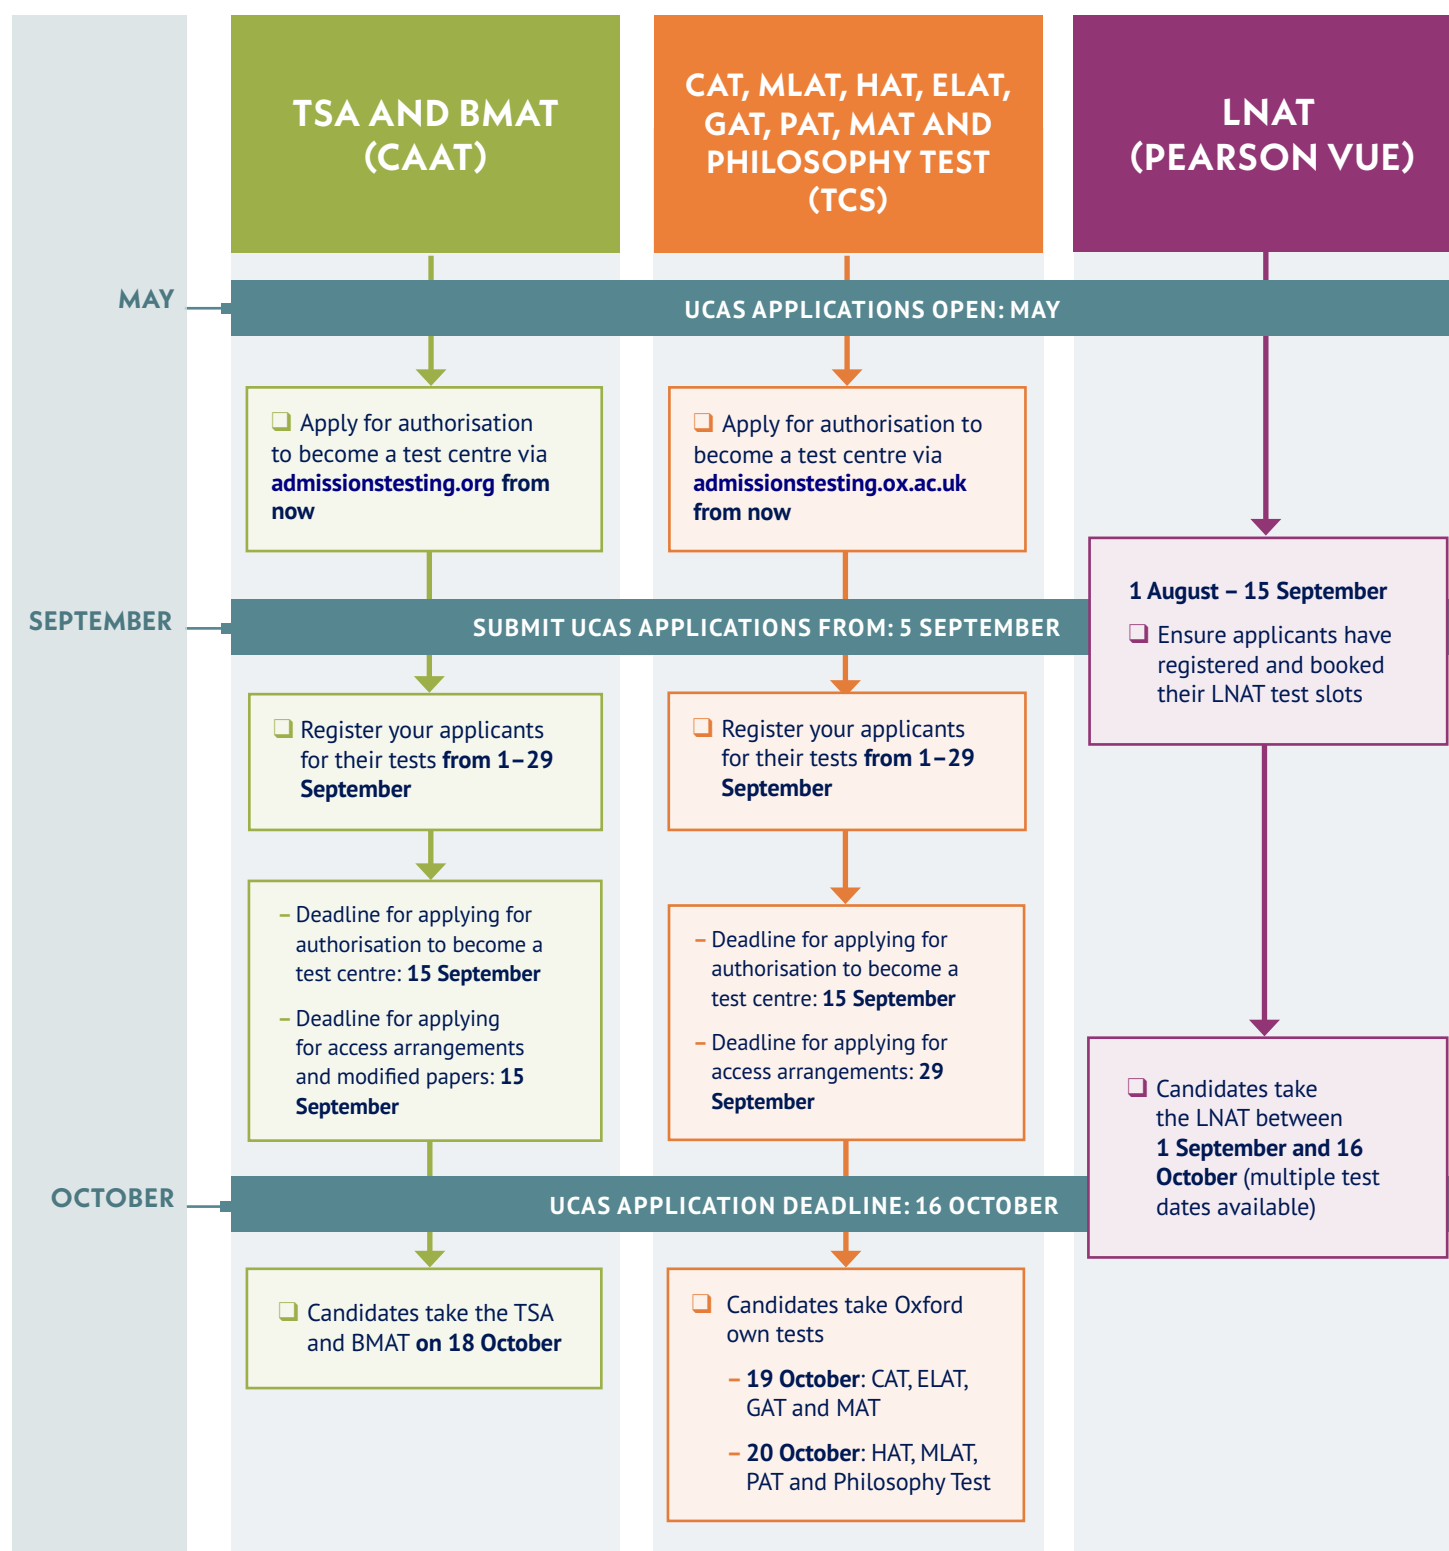 TSA AND BMAT
(CAAT)
CAT, MLAT, HAT, ELAT,
GAT, PAT, MAT AND
PHILOSOPHY TEST
(TCS)
LNAT
(PEARSON VUE)
MAY
UCAS APPLICATIONS OPEN: MAY
❑ Apply for authorisation
to become a test centre via
admissionstesting.org from
now
❑ Apply for authorisation to
become a test centre via
admissionstesting.ox.ac.uk
from now
1 August – 15 September
❑ Ensure applicants have
registered and booked
their LNAT test slots
SEPTEMBER
SUBMIT UCAS APPLICATIONS FROM: 5 SEPTEMBER
❑ Register your applicants
for their tests from 1–29
September
❑ Register your applicants
for their tests from 1–29
September
– Deadline for applying for
authorisation to become a
test centre: 15 September
– Deadline for applying
for access arrangements
and modified papers: 15
September
– Deadline for applying for
authorisation to become a
test centre: 15 September
– Deadline for applying for
access arrangements: 29
September
❑ Candidates take
the LNAT between
1 September and 16
October (multiple test
dates available)
OCTOBER
UCAS APPLICATION DEADLINE: 16 OCTOBER
❑ Candidates take the TSA
and BMAT on 18 October
❑ Candidates take Oxford
own tests
– 19 October: CAT, ELAT,
GAT and MAT
– 20 October: HAT, MLAT,
PAT and Philosophy Test